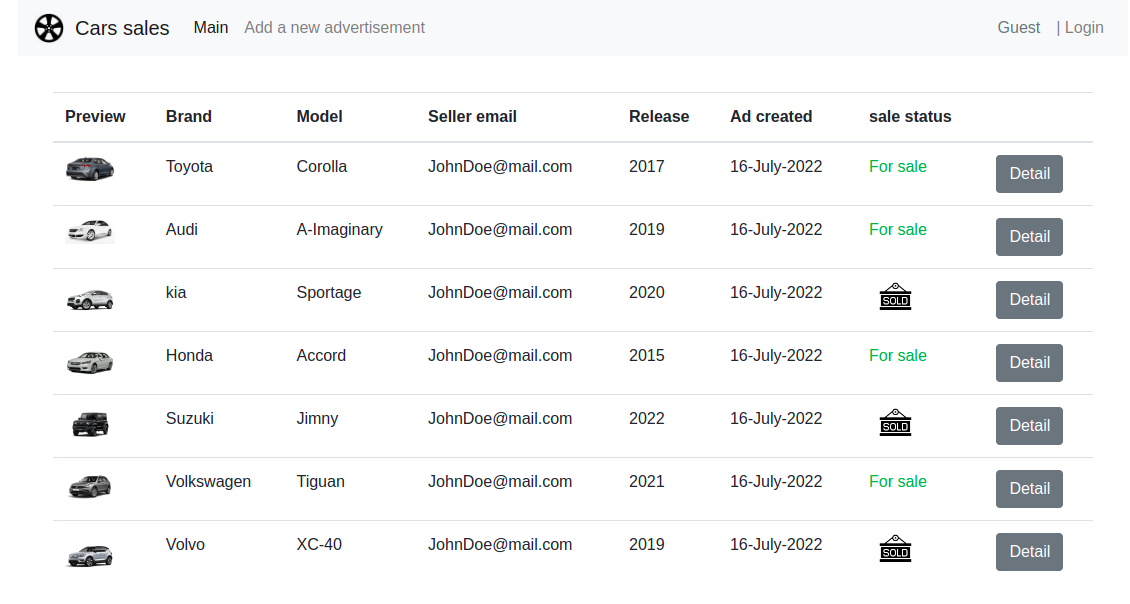 Cars sales Main Add a new advertisement Guest | Login
Preview Brand Model Seller email Release Ad created sale status
Toyota Corolla JohnDoe@mail.com 2017 16-July-2022 For sale Detail
Audi A-Imaginary JohnDoe@mail.com 2019 16-July-2022 For sale Detail
kia Sportage JohnDoe@mail.com 2020 16-July-2022 SOLD Detail
Honda Accord JohnDoe@mail.com 2015 16-July-2022 For sale Detail
Suzuki Jimny JohnDoe@mail.com 2022 16-July-2022 SOLD Detail
Volkswagen Tiguan JohnDoe@mail.com 2021 16-July-2022 For sale Detail
Volvo XC-40 JohnDoe@mail.com 2019 16-July-2022 SOLD Detail